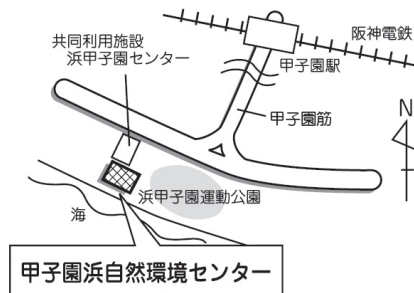 阪神電鉄
共同利用施設
浜甲子園センター
甲子園駅
甲子園筋
N
浜甲子園運動公園
海
甲子園浜自然環境センター